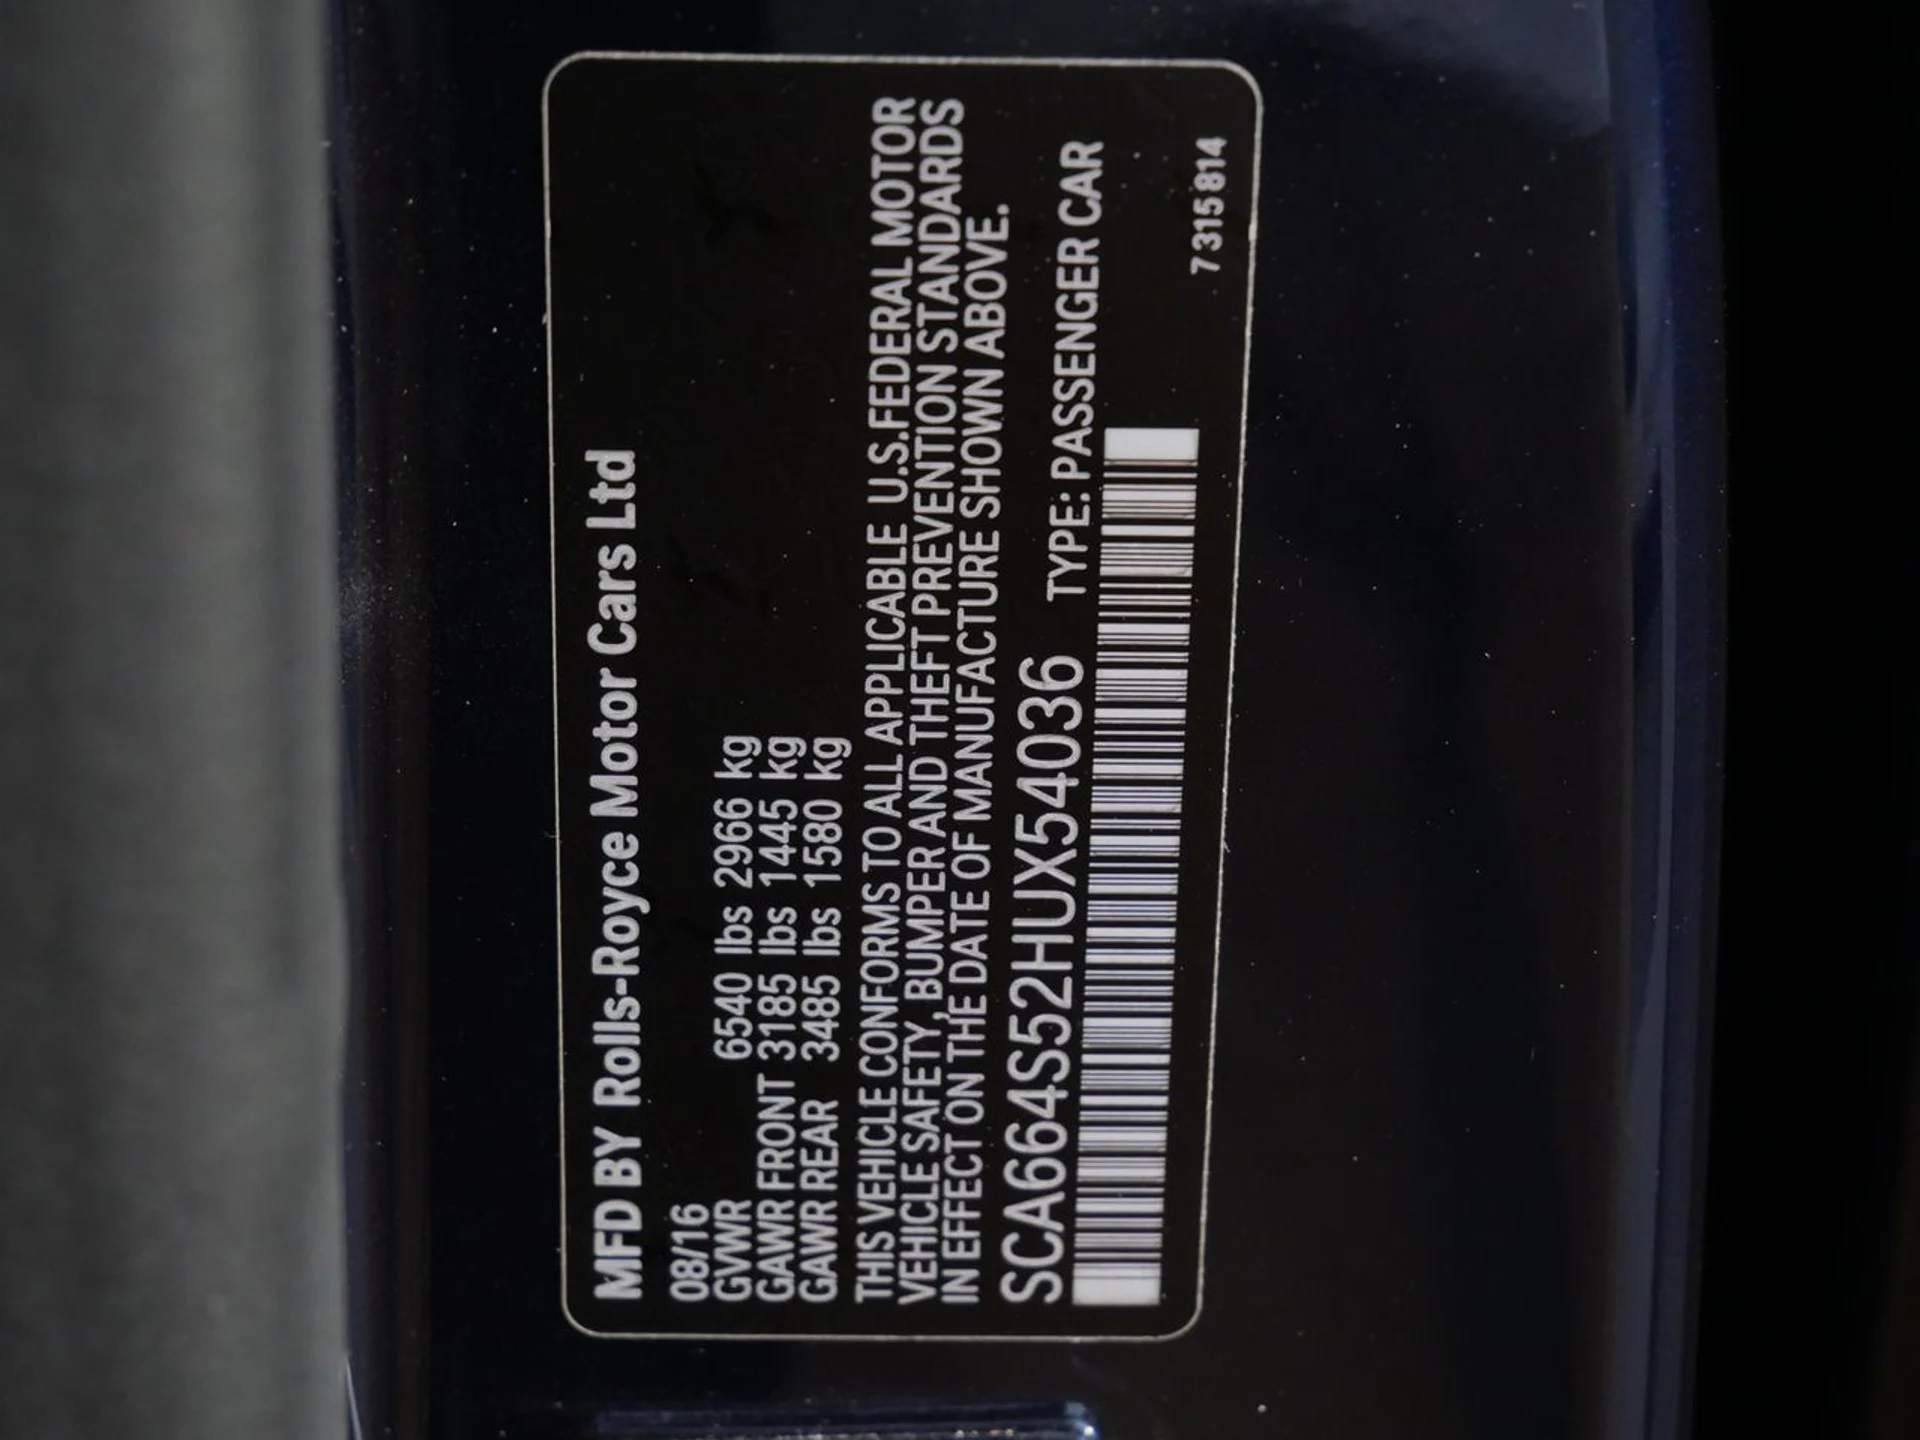 MFD BY Rolls-Royce Motor Cars Ltd
08/16
GVWR 6540 lbs 2966 kg
GAWR FRONT 3185 lbs 1445 kg
GAWR REAR 3485 lbs 1580 kg
THIS VEHICLE CONFORMS TO ALL APPLICABLE U.S.FEDERAL MOTOR
VEHICLE SAFETY, BUMPER AND THEFT PREVENTION STANDARDS
IN EFFECT ON THE DATE OF MANUFACTURE SHOWN ABOVE.
SCA664S52HUX54036 TYPE: PASSENGER CAR
7315814